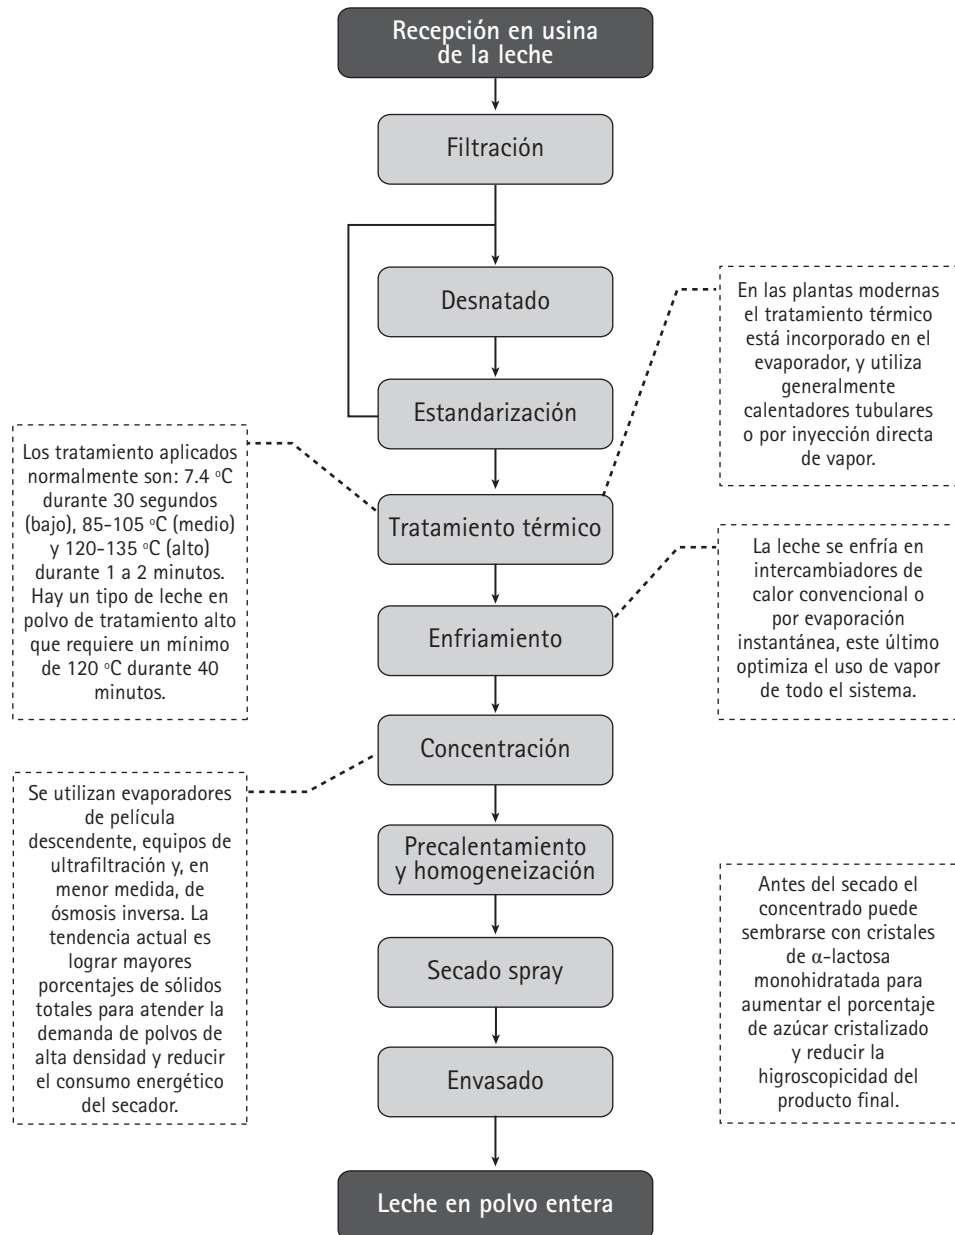 Recepción en usina
de la leche
Filtración
Desnatado
En las plantas modernas
el tratamiento térmico
está incorporado en el
evaporador, y utiliza
generalmente
calentadores tubulares
o por inyección directa
de vapor.
Estandarización
Los tratamiento aplicados
normalmente son: 7.4 ºC
durante 30 segundos
(bajo), 85-105 ºC (medio)
y 120-135 ºC (alto)
durante 1 a 2 minutos.
Hay un tipo de leche en
polvo de tratamiento alto
que requiere un mínimo
de 120 ºC durante 40
minutos.
Tratamiento térmico
La leche se enfría en
intercambiadores de
calor convencional o
por evaporación
instantánea, este último
optimiza el uso de vapor
de todo el sistema.
Enfriamiento
Concentración
Se utilizan evaporadores
de película
descendente, equipos de
ultrafiltración y, en
menor medida, de
ósmosis inversa. La
tendencia actual es
lograr mayores
porcentajes de sólidos
totales para atender la
demanda de polvos de
alta densidad y reducir
el consumo energético
del secador.
Precalentamiento
y homogeneización
Antes del secado el
concentrado puede
sembrarse con cristales
de α-lactosa
monohidratada para
aumentar el porcentaje
de azúcar cristalizado
y reducir la
higroscopicidad del
producto final.
Secado spray
Envasado
Leche en polvo entera